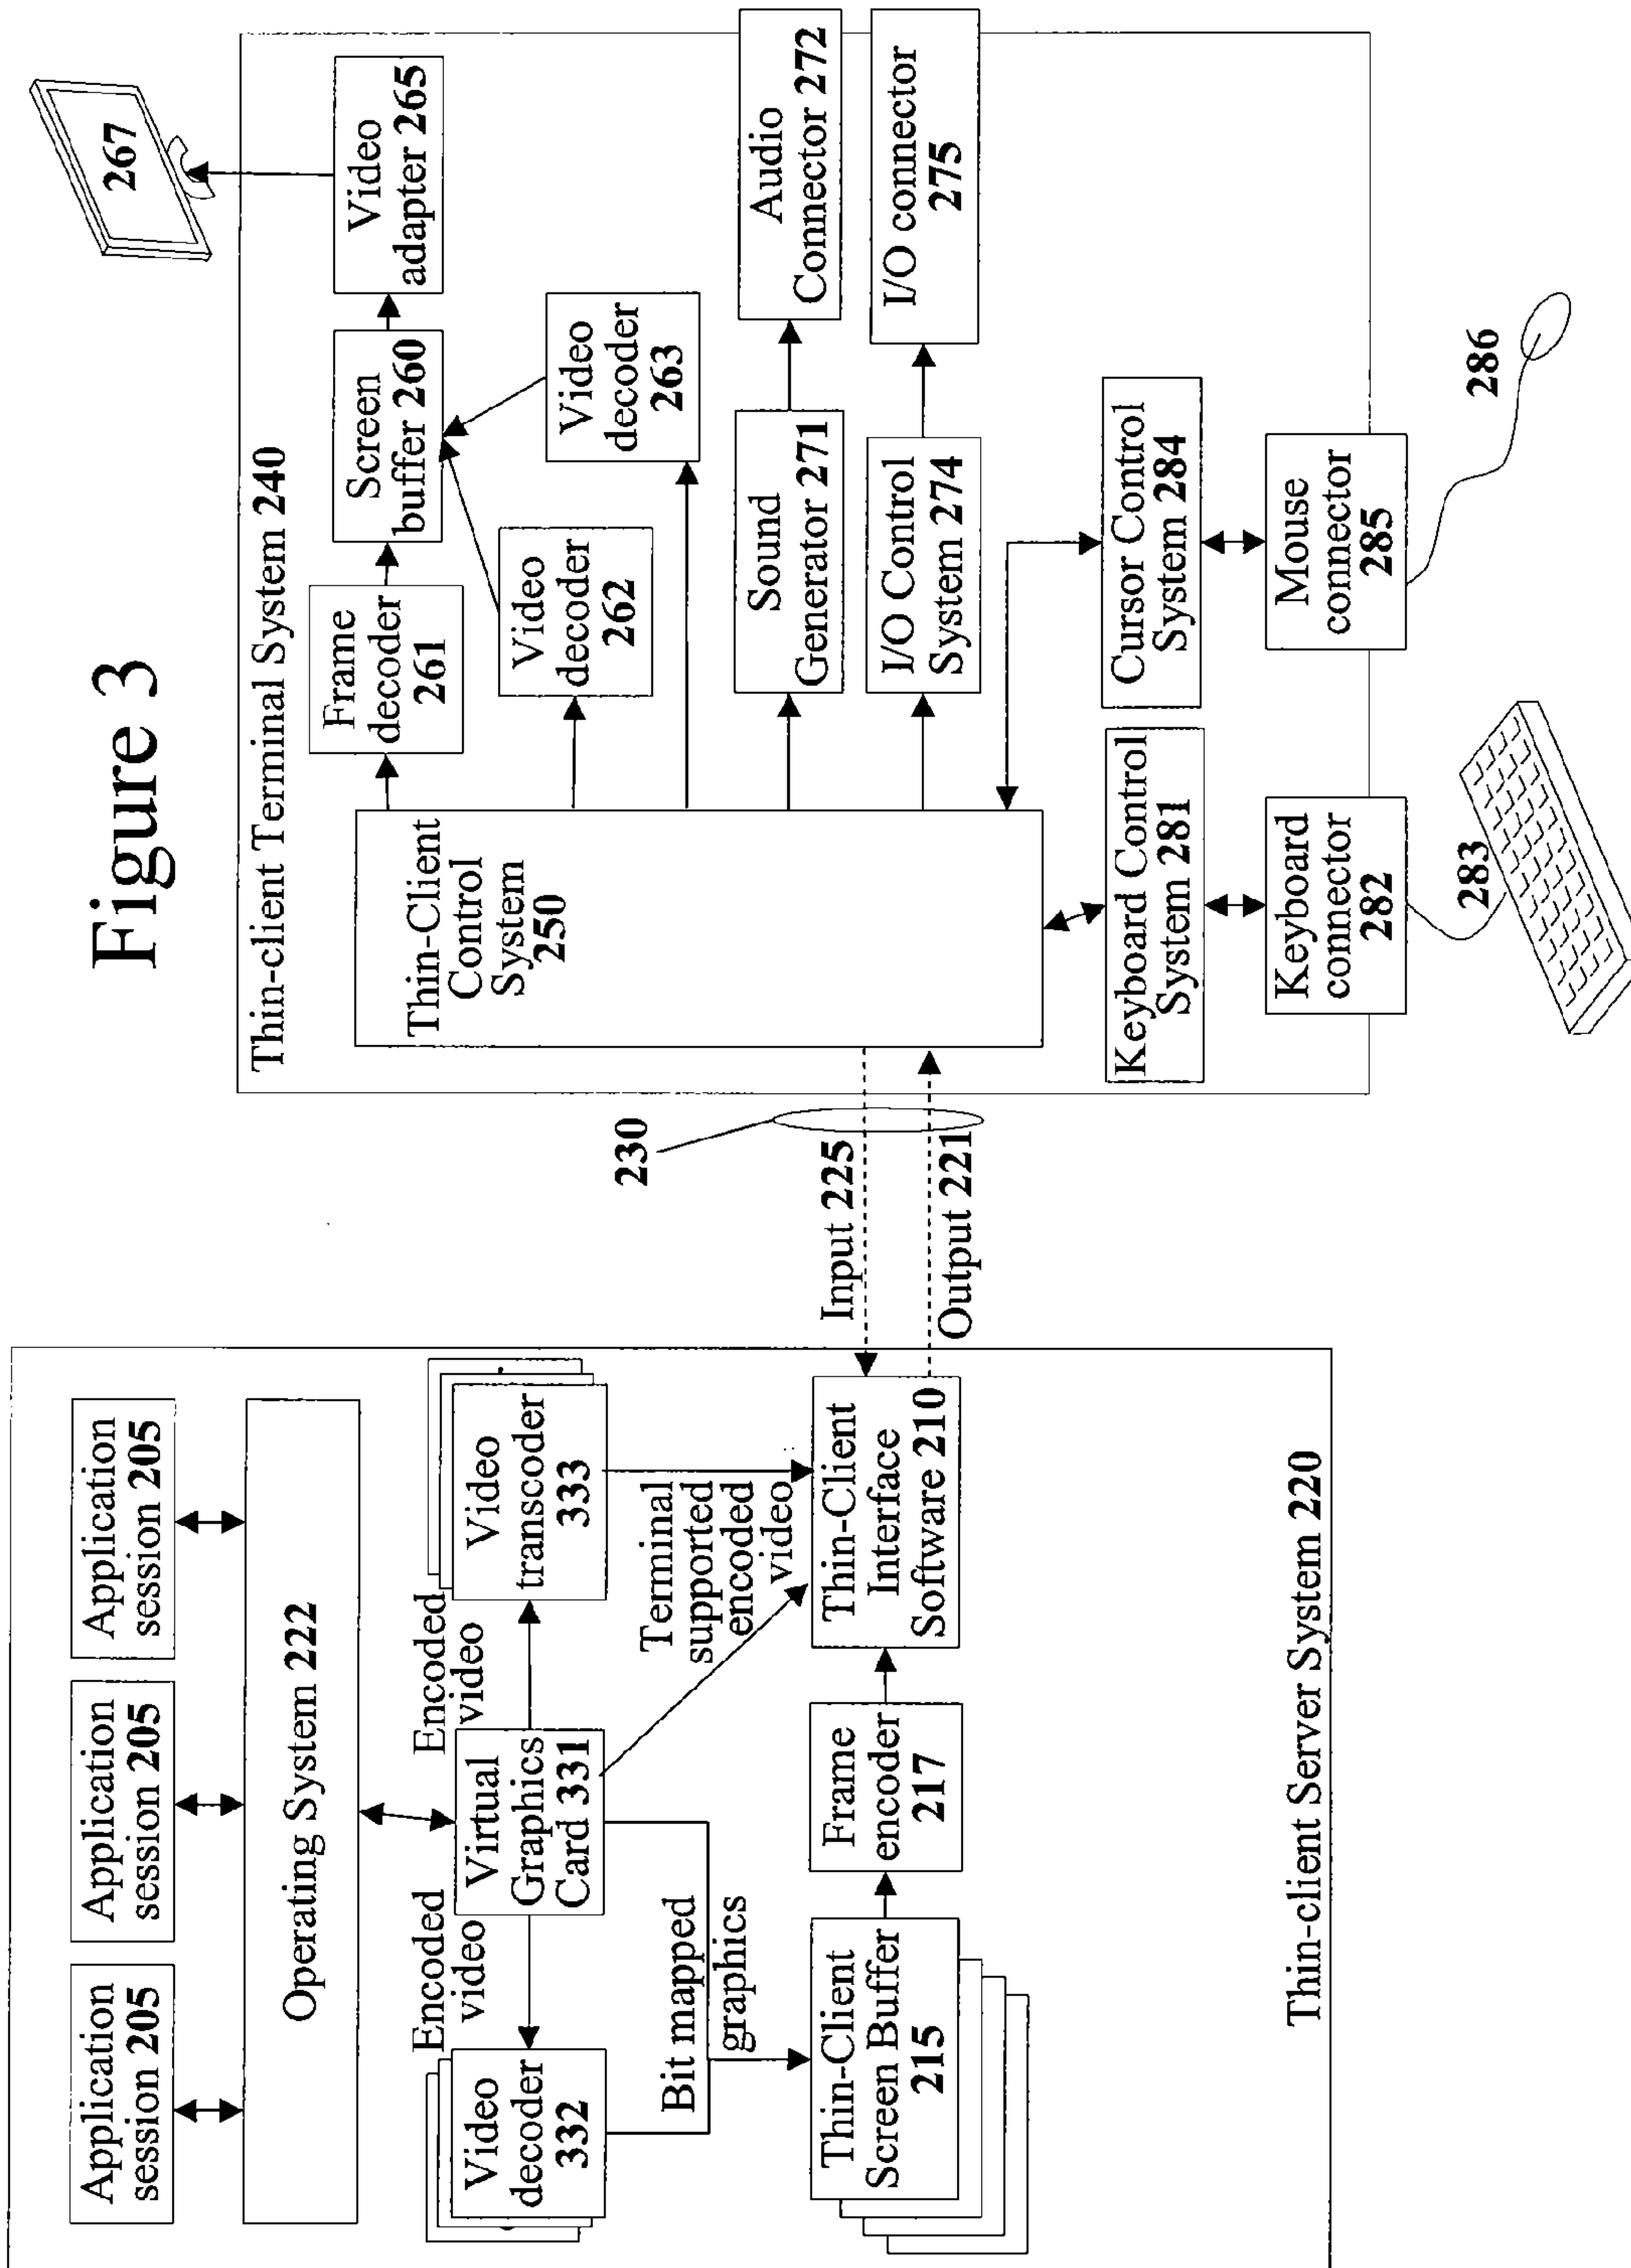 Figure 3
Application
session 205
Application
session 205
Application
session 205
Operating System 222
Encoded
video
Encoded
video
Video
decoder
332
Virtual
Graphics
Card 331
Video
transcoder
333
Bit mapped
graphics
Terminal
supported
encoded
video
Thin-Client
Screen Buffer
215
Frame
encoder
217
Thin-Client
Interface
Software 210
Thin-client Server System 220
Input 225
Output 221
230
Thin-client Terminal System 240
Thin-Client
Control
System
250
Frame
decoder
261
Screen
buffer 260
Video
adapter 265
267
Video
decoder
262
Video
decoder
263
Sound
Generator 271
Audio
Connector 272
I/O Control
System 274
I/O connector
275
Keyboard Control
System 281
Cursor Control
System 284
Keyboard
connector
282
Mouse
connector
285
283
286